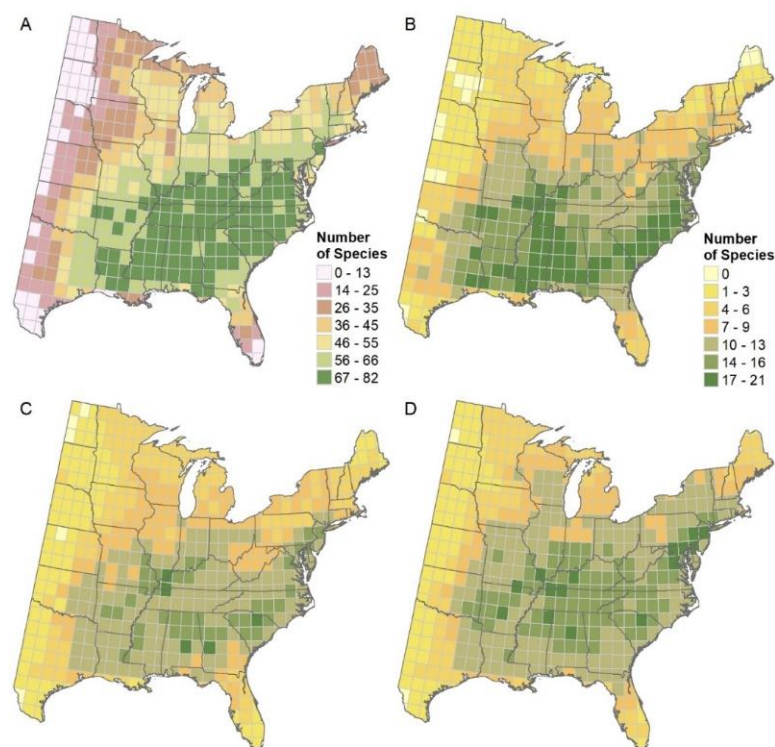 A
B
Number
of Species
0 - 13
14 - 25
26 - 35
36 - 45
46 - 55
56 - 66
67 - 82
Number
of Species
0
1 - 3
4 - 6
7 - 9
10 - 13
14 - 16
17 - 21
C
D